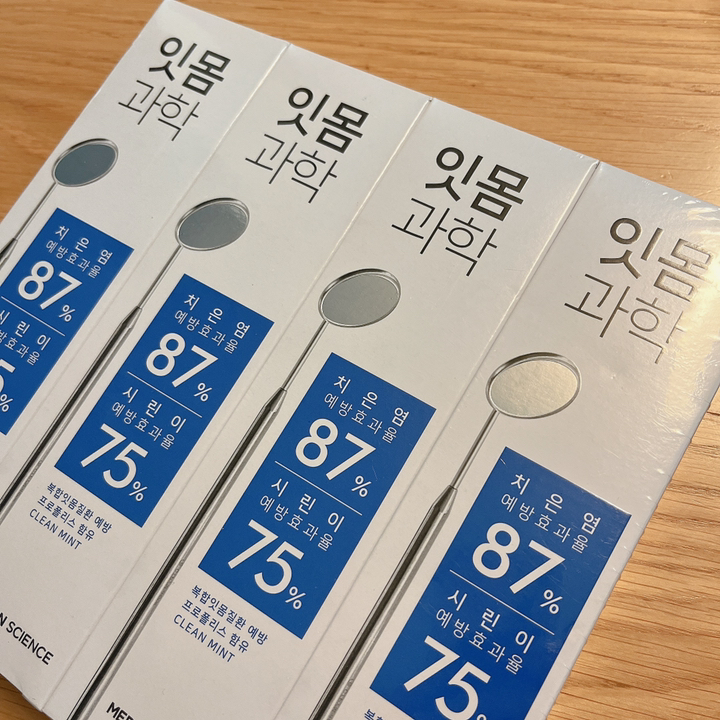 잇몸
과학
치은염
예방효과율
87%
예방효과율
잇몸
과학
치은염
예방효과율
87%
시린이
예방효과율
75%
복합잇몸질환 예방
프로폴리스 함유
CLEAN MINT
SCIENCE
잇몸
과학
치은염
예방효과율
87%
시린이
예방효과율
75%
복합잇몸질환 예방
프로폴리스 함유
CLEAN MINT
잇몸
과학
치은염
예방효과율
87%
시린이
예방효과율
75%